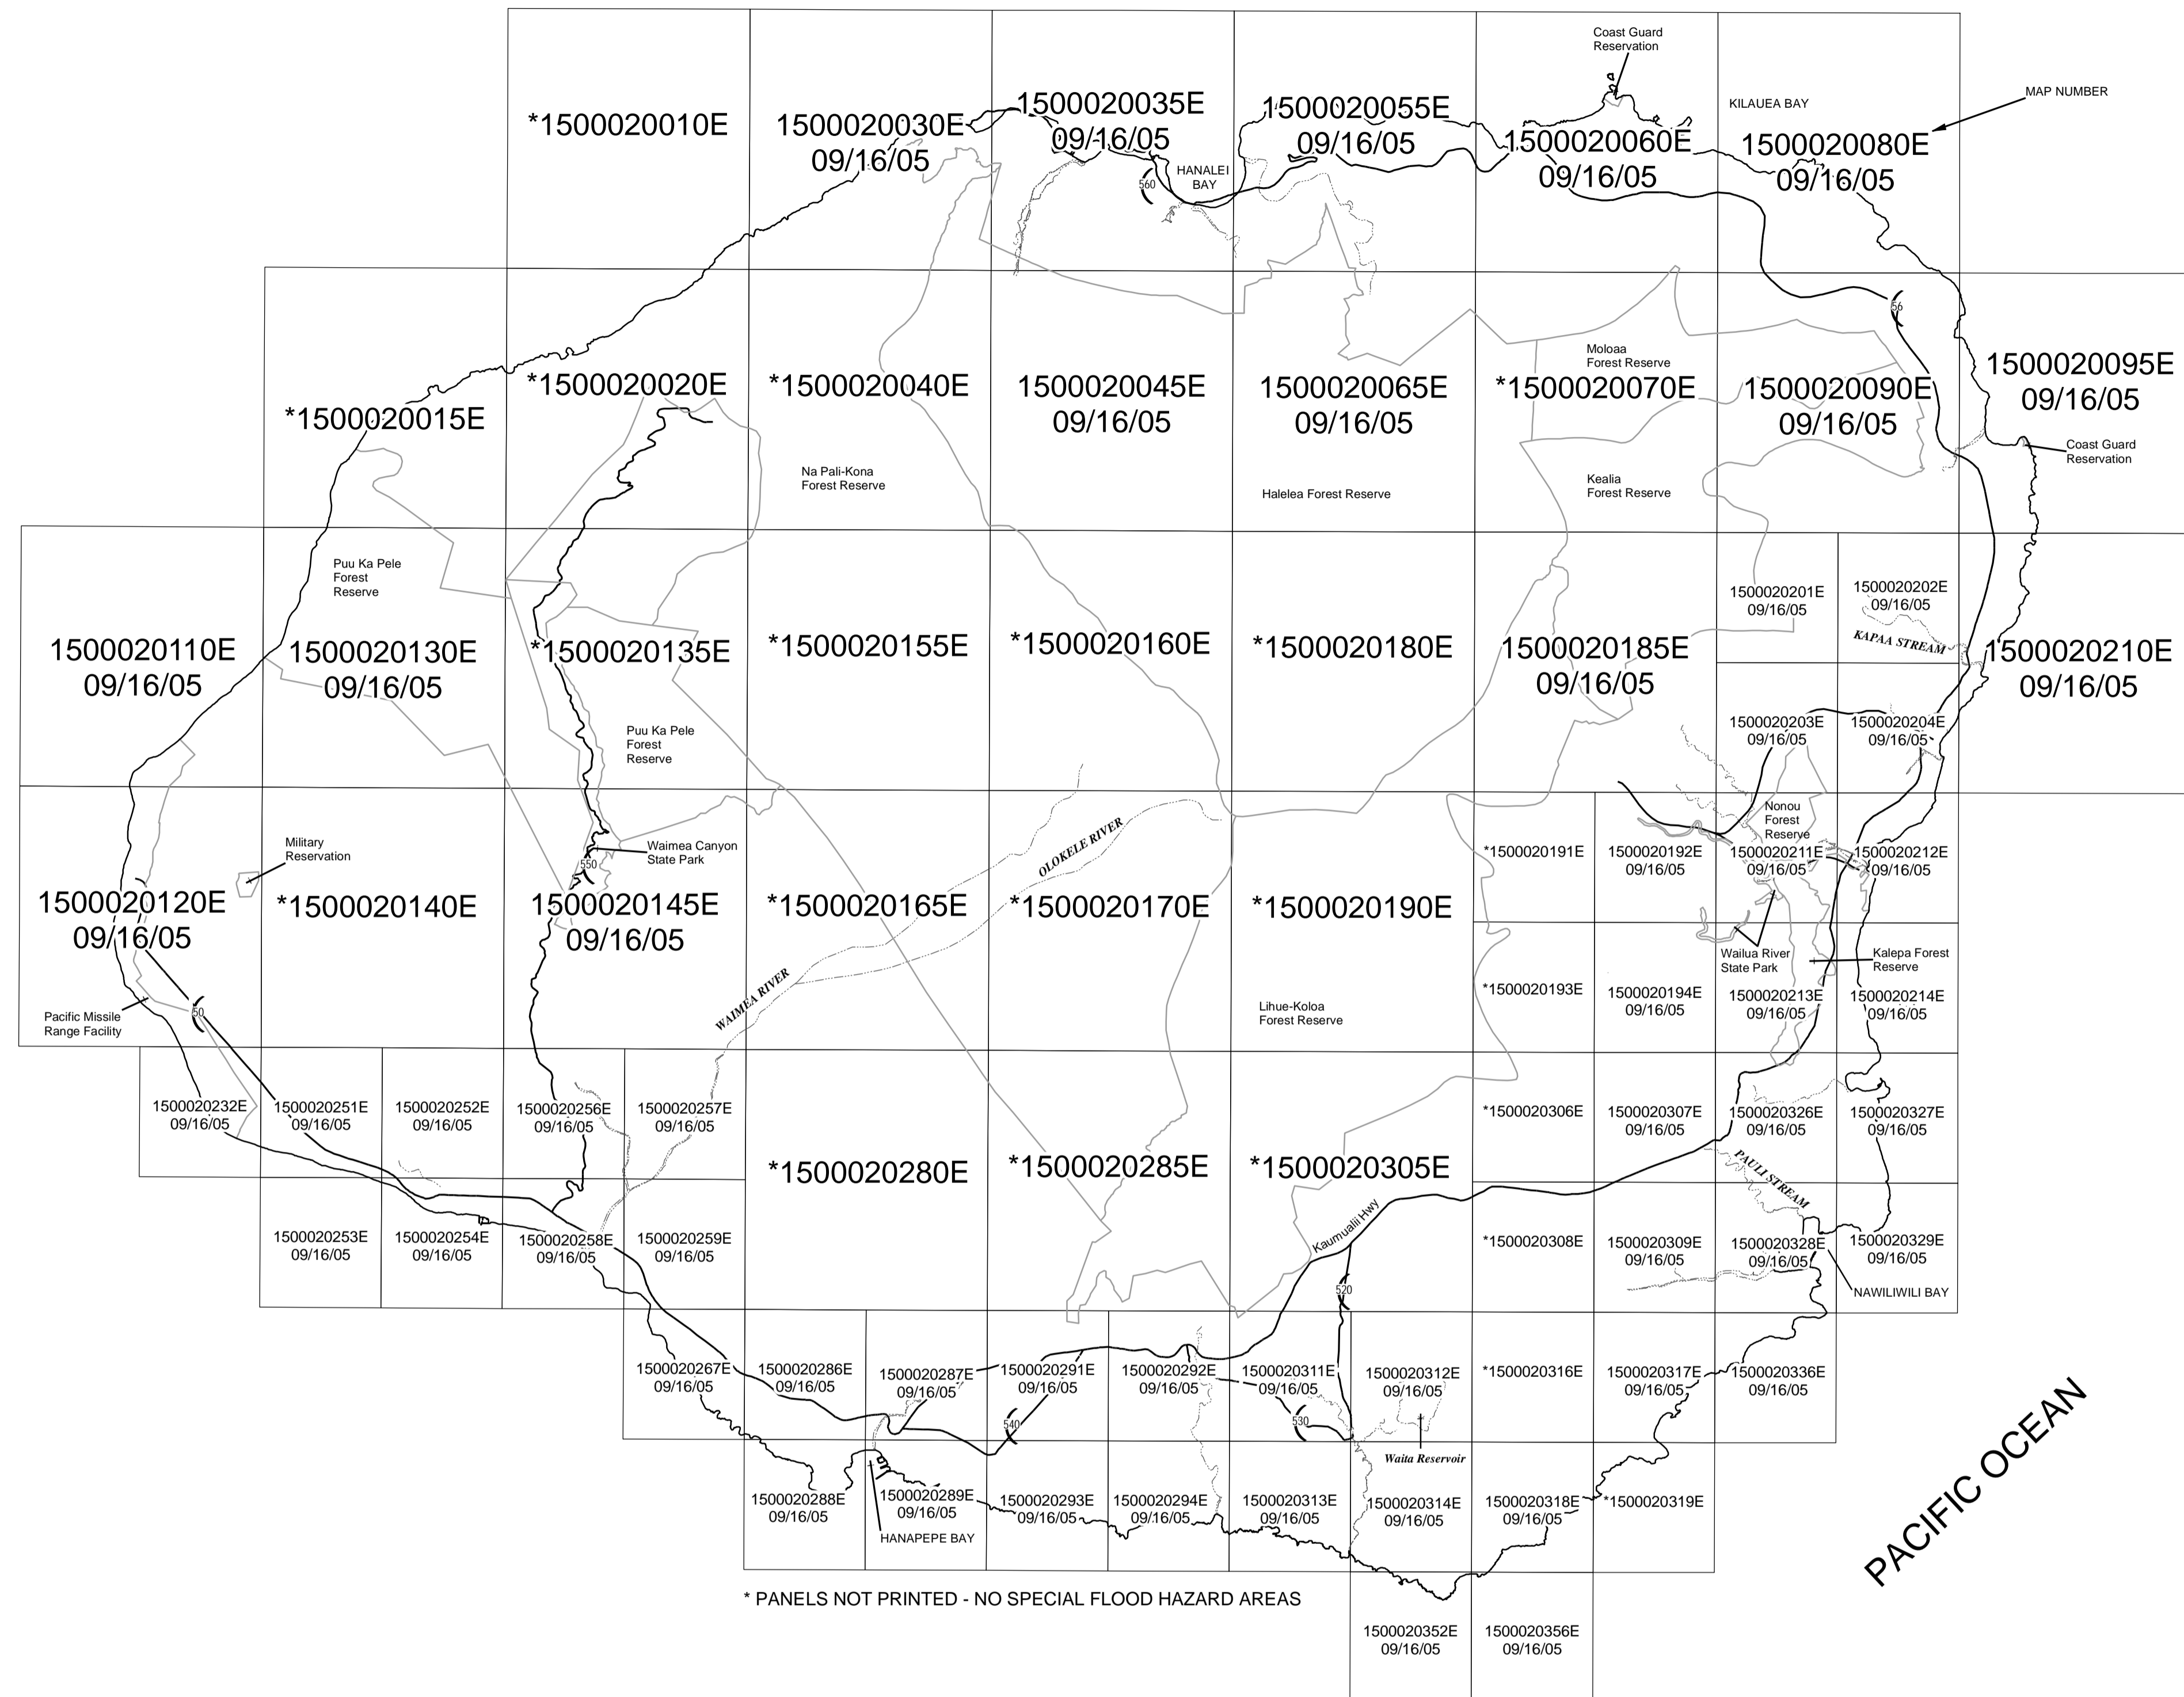 Coast Guard
Reservation
MAP NUMBER
KILAUEA BAY
*1500020010E
1500020030E
09/16/05
1500020035E
09/16/05
1500020055E
09/16/05
1500020060E
09/16/05
1500020080E
09/16/05
HANALEI
BAY
560
56
*1500020015E
*1500020020E
*1500020040E
1500020045E
09/16/05
1500020065E
09/16/05
Moloaa
Forest Reserve
*1500020070E
1500020090E
09/16/05
1500020095E
09/16/05
Coast Guard
Reservation
Na Pali-Kona
Forest Reserve
Halelea Forest Reserve
Kealia
Forest Reserve
Puu Ka Pele
Forest
Reserve
1500020110E
09/16/05
1500020130E
09/16/05
*1500020135E
*1500020155E
*1500020160E
*1500020180E
1500020185E
09/16/05
1500020201E
09/16/05
1500020202E
09/16/05
KAPAA STREAM
1500020210E
09/16/05
Puu Ka Pele
Forest
Reserve
1500020203E
09/16/05
1500020204E
09/16/05
Military
Reservation
Waimea Canyon
State Park
550
OLOKELE RIVER
Nonou
Forest
Reserve
1500020120E
09/16/05
*1500020140E
1500020145E
09/16/05
*1500020165E
*1500020170E
*1500020190E
*1500020191E
1500020192E
09/16/05
1500020211E
09/16/05
1500020212E
09/16/05
Wailua River
State Park
Kalepa Forest
Reserve
WAIMEA RIVER
Pacific Missile
Range Facility
50
Lihue-Koloa
Forest Reserve
*1500020193E
1500020194E
09/16/05
1500020213E
09/16/05
1500020214E
09/16/05
1500020232E
09/16/05
1500020251E
09/16/05
1500020252E
09/16/05
1500020256E
09/16/05
1500020257E
09/16/05
*1500020280E
*1500020285E
*1500020305E
*1500020306E
1500020307E
09/16/05
1500020326E
09/16/05
1500020327E
09/16/05
PAULI STREAM
Kaumualii Hwy
1500020253E
09/16/05
1500020254E
09/16/05
1500020258E
09/16/05
1500020259E
09/16/05
*1500020308E
1500020309E
09/16/05
1500020328E
09/16/05
1500020329E
09/16/05
NAWILIWILI BAY
520
1500020267E
09/16/05
1500020286E
09/16/05
1500020287E
09/16/05
1500020291E
09/16/05
1500020292E
09/16/05
1500020311E
09/16/05
1500020312E
09/16/05
*1500020316E
1500020317E
09/16/05
1500020336E
09/16/05
540
530
Waita Reservoir
1500020288E
09/16/05
1500020289E
09/16/05
1500020293E
09/16/05
1500020294E
09/16/05
1500020313E
09/16/05
1500020314E
09/16/05
1500020318E
09/16/05
*1500020319E
HANAPEPE BAY
PACIFIC OCEAN
* PANELS NOT PRINTED - NO SPECIAL FLOOD HAZARD AREAS
1500020352E
09/16/05
1500020356E
09/16/05